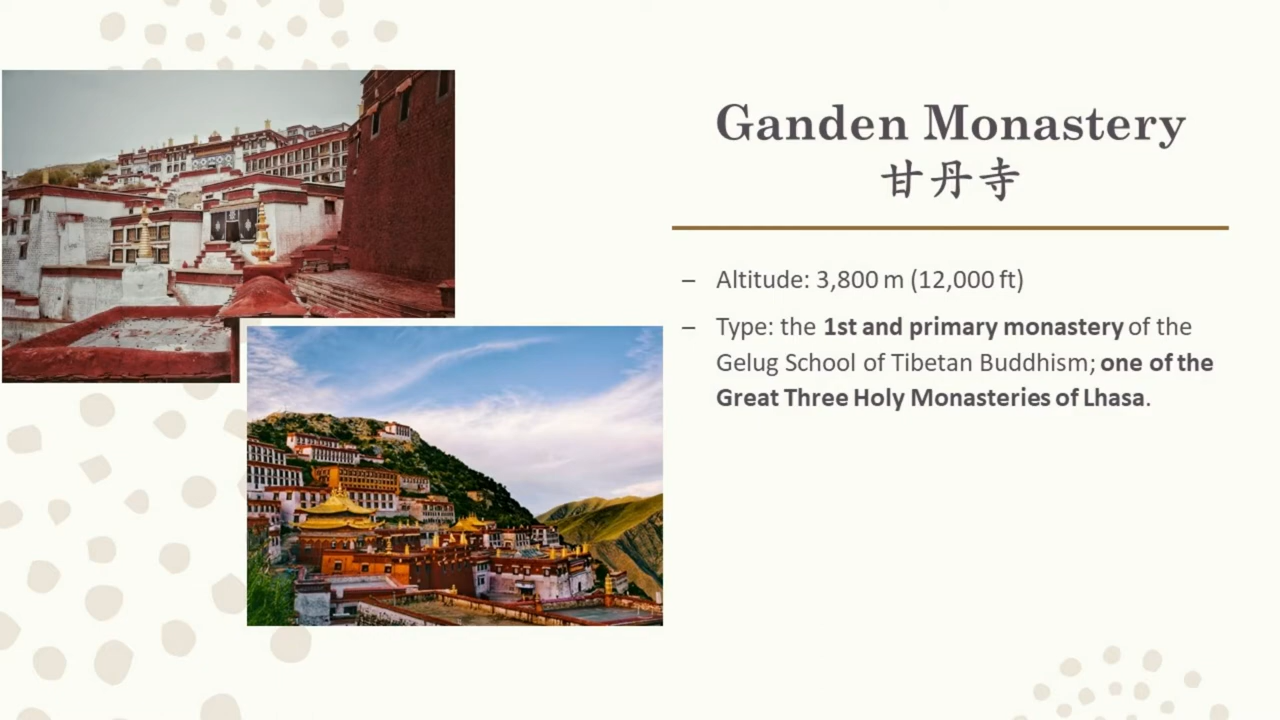 Ganden Monastery
甘丹寺
– Altitude: 3,800 m (12,000 ft)
– Type: the 1st and primary monastery of the
Gelug School of Tibetan Buddhism; one of the
Great Three Holy Monasteries of Lhasa.